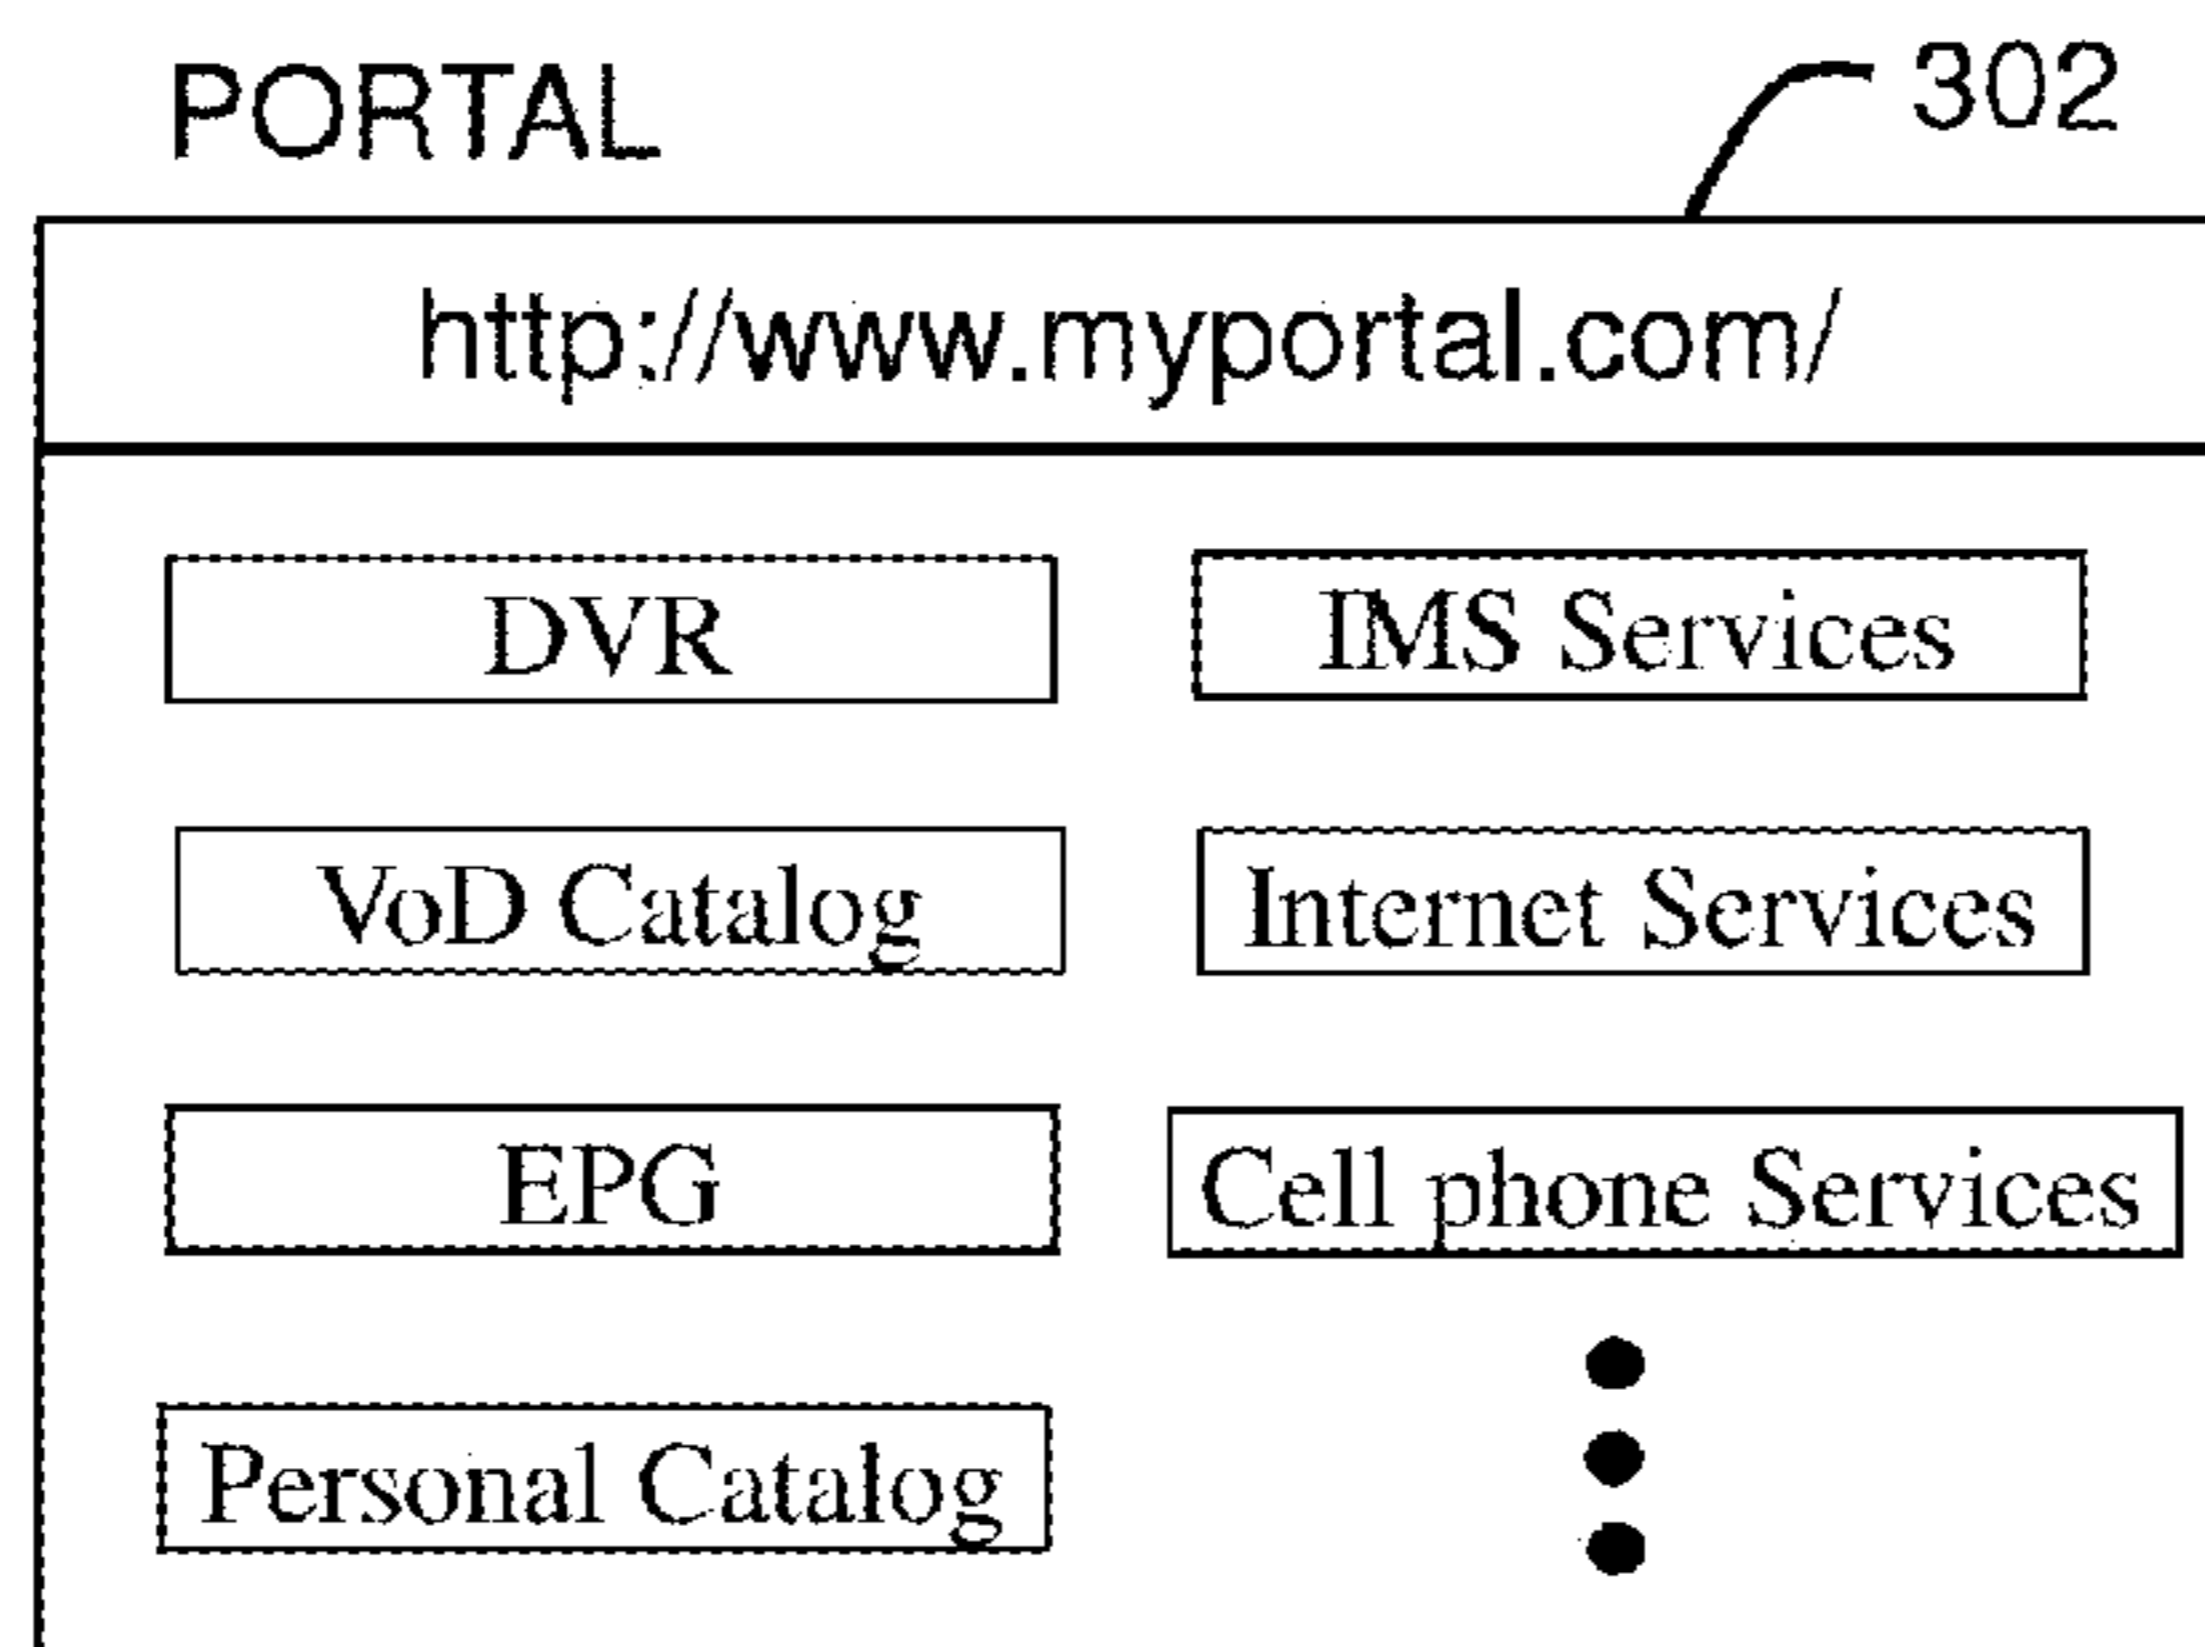 PORTAL
302
http://www.myportal.com/
DVR
IMS Services
VoD Catalog
Internet Services
EPG
Cell phone Services
Personal Catalog